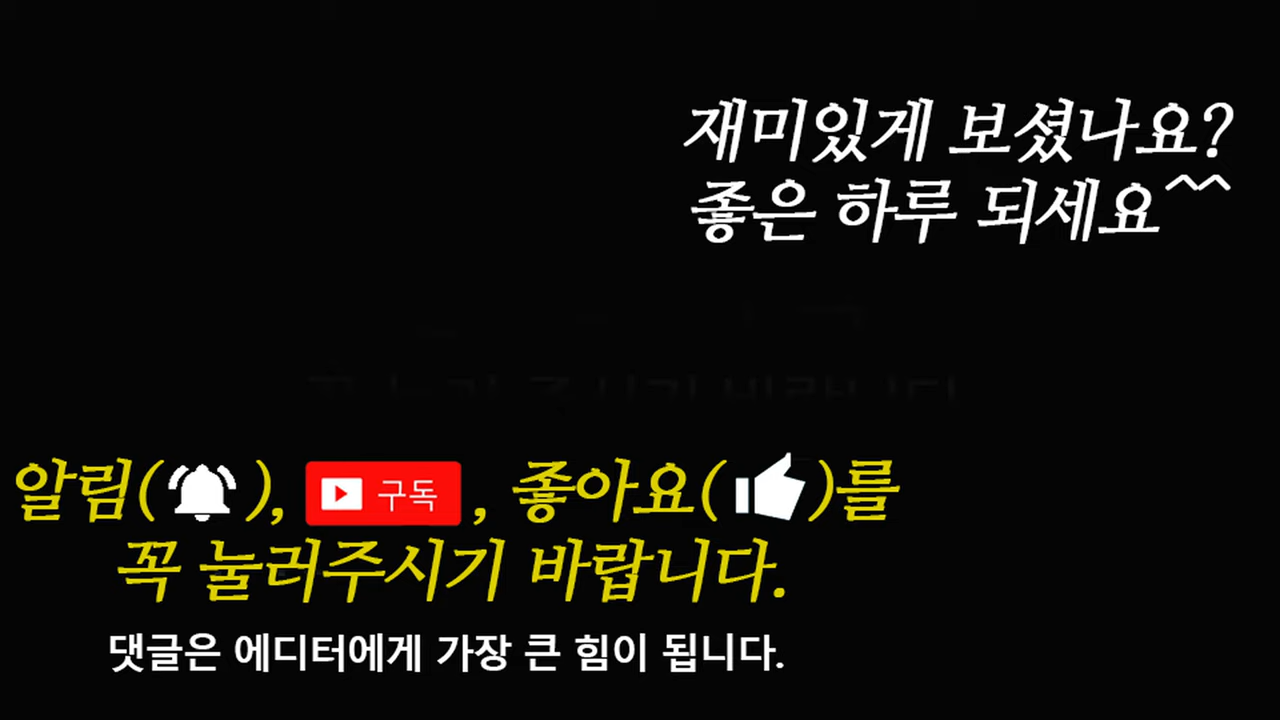 재미있게 보셨나요?
좋은 하루 되세요^^
알림( ), 구독 , 좋아요( )를
꼭 눌러주시기 바랍니다.
댓글은 에디터에게 가장 큰 힘이 됩니다.